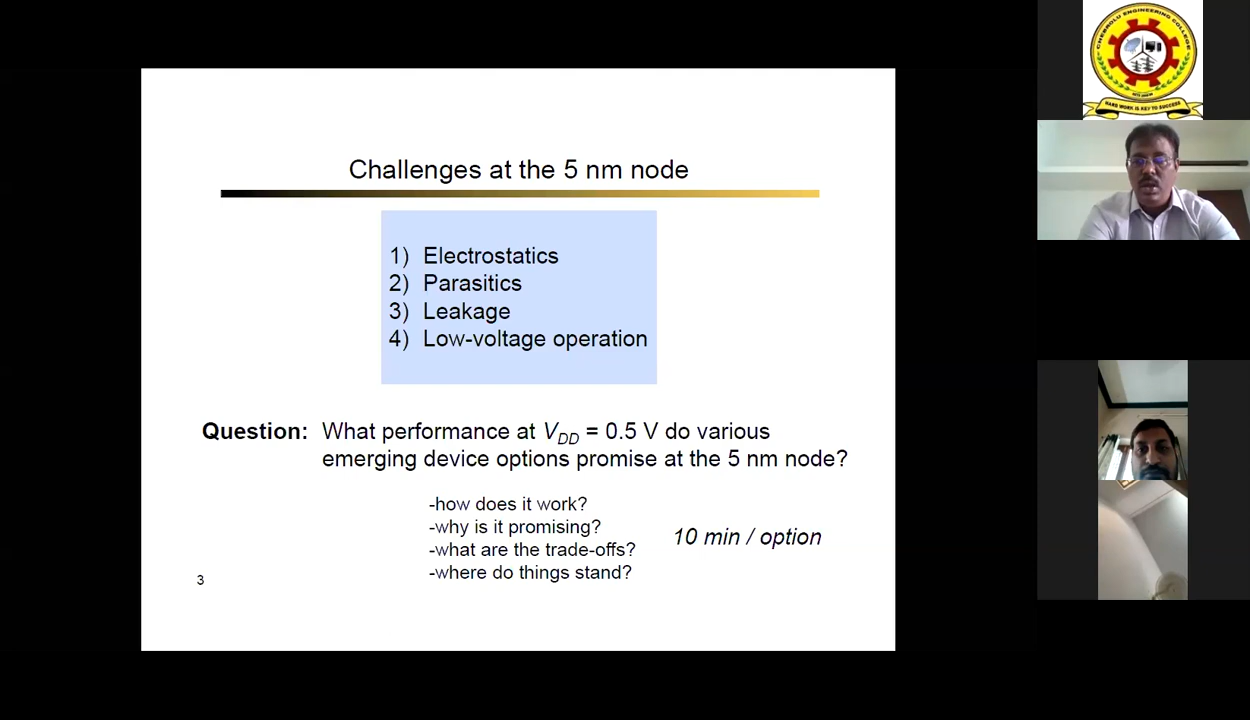 Challenges at the 5 nm node
1) Electrostatics
2) Parasitics
3) Leakage
4) Low-voltage operation
Question: What performance at VDD = 0.5 V do various
emerging device options promise at the 5 nm node?
-how does it work?
-why is it promising?
-what are the trade-offs?
-where do things stand?
10 min / option
3
CHEBROLU ENGINEERING COLLEGE
HARD WORK IS KEY TO SUCCESS